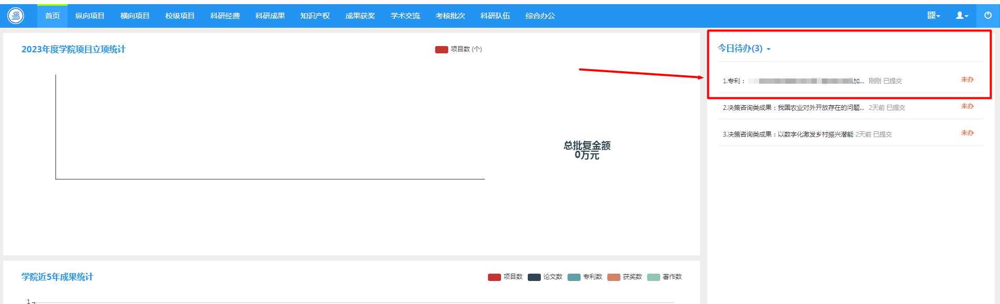 首页 纵向项目 横向项目 校级项目 科研经费 科研成果 知识产权 成果获奖 学术交流 考核批次 科研队伍 综合办公
2023年度学院项目立项统计
项目数 (个)
总批复金额
0万元
今日待办(3)
1.专利： 加... 刚刚 已提交 未办
2.决策咨询类成果：我国农业对外开放存在的问题... 2天前 已提交 未办
3.决策咨询类成果：以数字化激发乡村振兴潜能 2天前 已提交 未办
学院近5年成果统计
项目数 论文数 专利数 获奖数 著作数
1